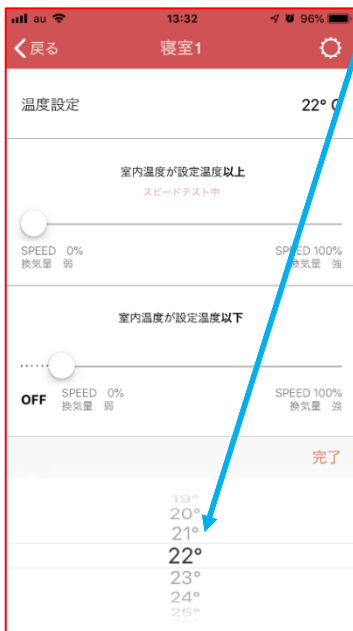 au 13:32 96%
戻る 寝室1
温度設定 22° C
室内温度が設定温度以上
スピードテスト中
SPEED 0% SPEED 100%
換気量 弱 換気量 強
室内温度が設定温度以下
OFF SPEED 0% SPEED 100%
換気量 弱 換気量 強
完了
19°
20°
21°
22°
23°
24°
25°